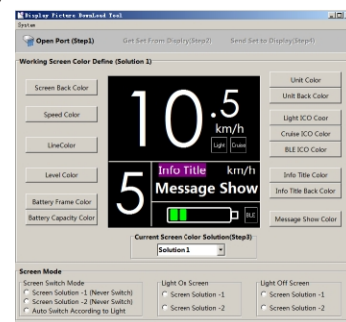 Display Picture DownLoad Tool
System
Open Port (Step1)
Get Set From Display(Step2)
Send Set to Display(Step4)
Working Screen Color Define (Solution 1)
Screen Back Color
Speed Color
LineColor
Level Color
Battery Frame Color
Battery Capacity Color
10.5
km/h
Light
Cruise
5
Info Title
km/h
Message Show
BLE
Unit Color
Unit Back Color
Light ICO Coor
Cruise ICO Color
BLE ICO Color
Info Title Color
Info Title Back Color
Message Show Color
Current Screen Color Solution(Step3)
Solution1
Screen Mode
Screen Switch Mode
Screen Solution -1 (Never Switch)
Screen Solution -2 (Never Switch)
Auto Switch According to Light
Light On Screen
Screen Solution -1
Screen Solution -2
Light Off Screen
Screen Solution -1
Screen Solution -2